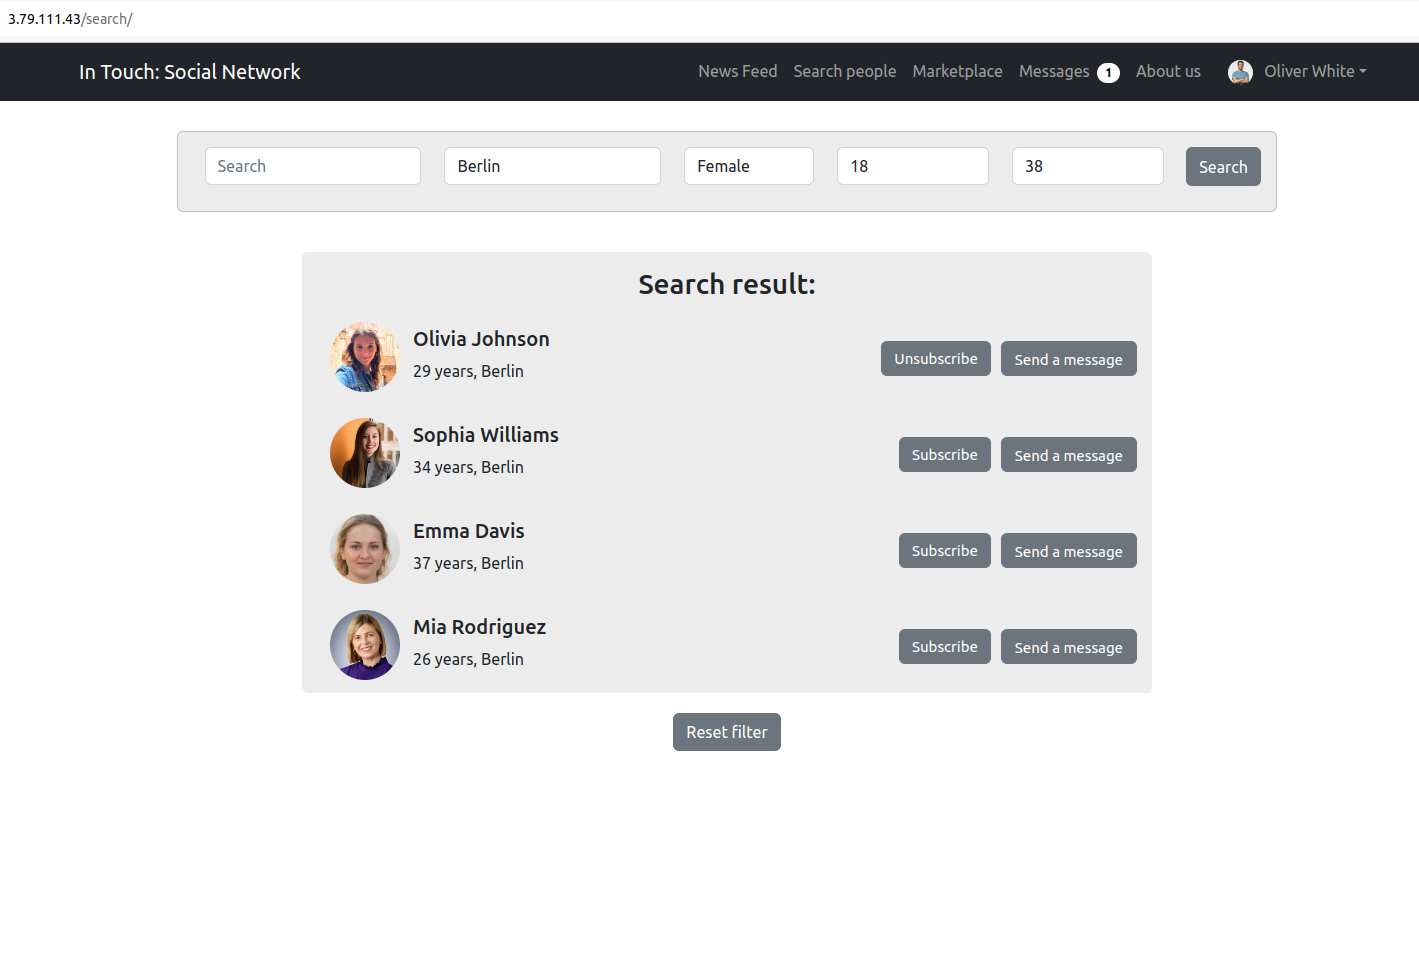 3.79.111.43/search/
In Touch: Social Network News Feed Search people Marketplace Messages 1 About us Oliver White
Search Berlin Female 18 38 Search
Search result:
Olivia Johnson
29 years, Berlin
Unsubscribe Send a message
Sophia Williams
34 years, Berlin
Subscribe Send a message
Emma Davis
37 years, Berlin
Subscribe Send a message
Mia Rodriguez
26 years, Berlin
Subscribe Send a message
Reset filter